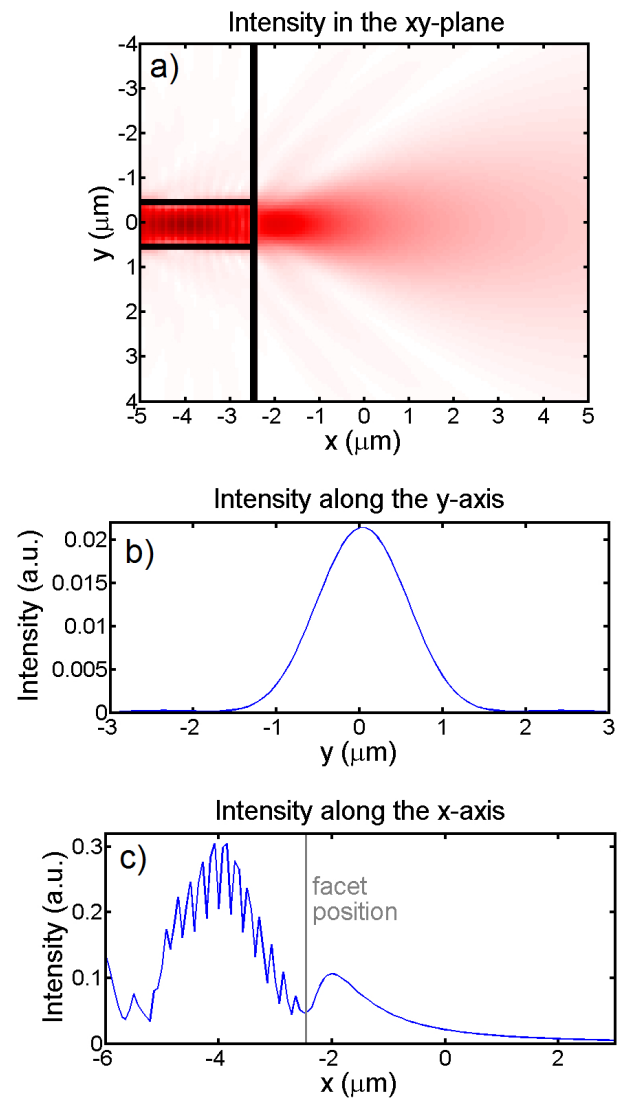 Intensity in the xy-plane
a)
-4
-3
-2
-1
0
1
2
3
4
y (μm)
-5 -4 -3 -2 -1 0 1 2 3 4 5
x (μm)
Intensity along the y-axis
b)
0.02
0.015
0.01
0.005
0
Intensity (a.u.)
-3 -2 -1 0 1 2 3
y (μm)
Intensity along the x-axis
c)
0.3
0.2
0.1
0
Intensity (a.u.)
facet
position
-6 -4 -2 0 2
x (μm)